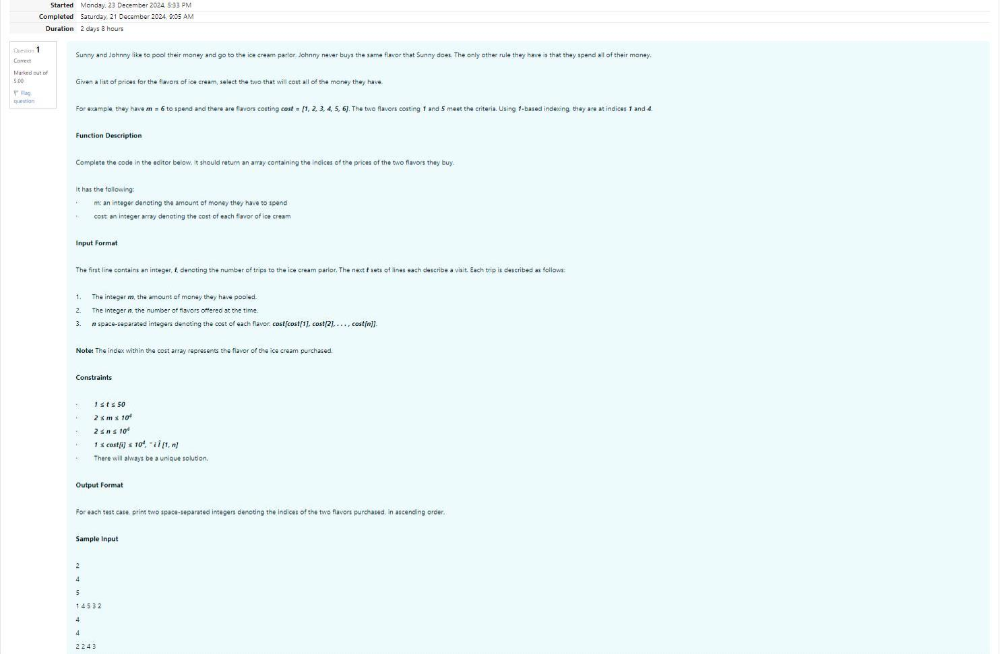 Started Monday, 23 December 2024, 5:33 PM
Completed Saturday, 21 December 2024, 9:05 AM
Duration 2 days 8 hours
Question 1
Correct
Marked out of
5.00
Flag
question
Sunny and Johnny like to pool their money and go to the ice cream parlor. Johnny never buys the same flavor that Sunny does. The only other rule they have is that they spend all of their money.
Given a list of prices for the flavors of ice cream, select the two that will cost all of the money they have.
For example, they have m = 6 to spend and there are flavors costing cost = [1, 2, 3, 4, 5, 6]. The two flavors costing 1 and 5 meet the criteria. Using 1-based indexing, they are at indices 1 and 4.
Function Description
Complete the code in the editor below. It should return an array containing the indices of the prices of the two flavors they buy.
It has the following:
· m: an integer denoting the amount of money they have to spend
· cost: an integer array denoting the cost of each flavor of ice cream
Input Format
The first line contains an integer, t, denoting the number of trips to the ice cream parlor. The next t sets of lines each describe a visit. Each trip is described as follows:
1. The integer m, the amount of money they have pooled.
2. The integer n, the number of flavors offered at the time.
3. n space-separated integers denoting the cost of each flavor: cost[cost[1], cost[2], . . . , cost[n]].
Note: The index within the cost array represents the flavor of the ice cream purchased.
Constraints
· 1 ≤ t ≤ 50
· 2 ≤ m ≤ 10⁴
· 2 ≤ n ≤ 10⁴
· 1 ≤ cost[i] ≤ 10⁴, ¨ i Î [1, n]
· There will always be a unique solution.
Output Format
For each test case, print two space-separated integers denoting the indices of the two flavors purchased, in ascending order.
Sample Input
2
4
5
1 4 5 3 2
4
4
2 2 4 3